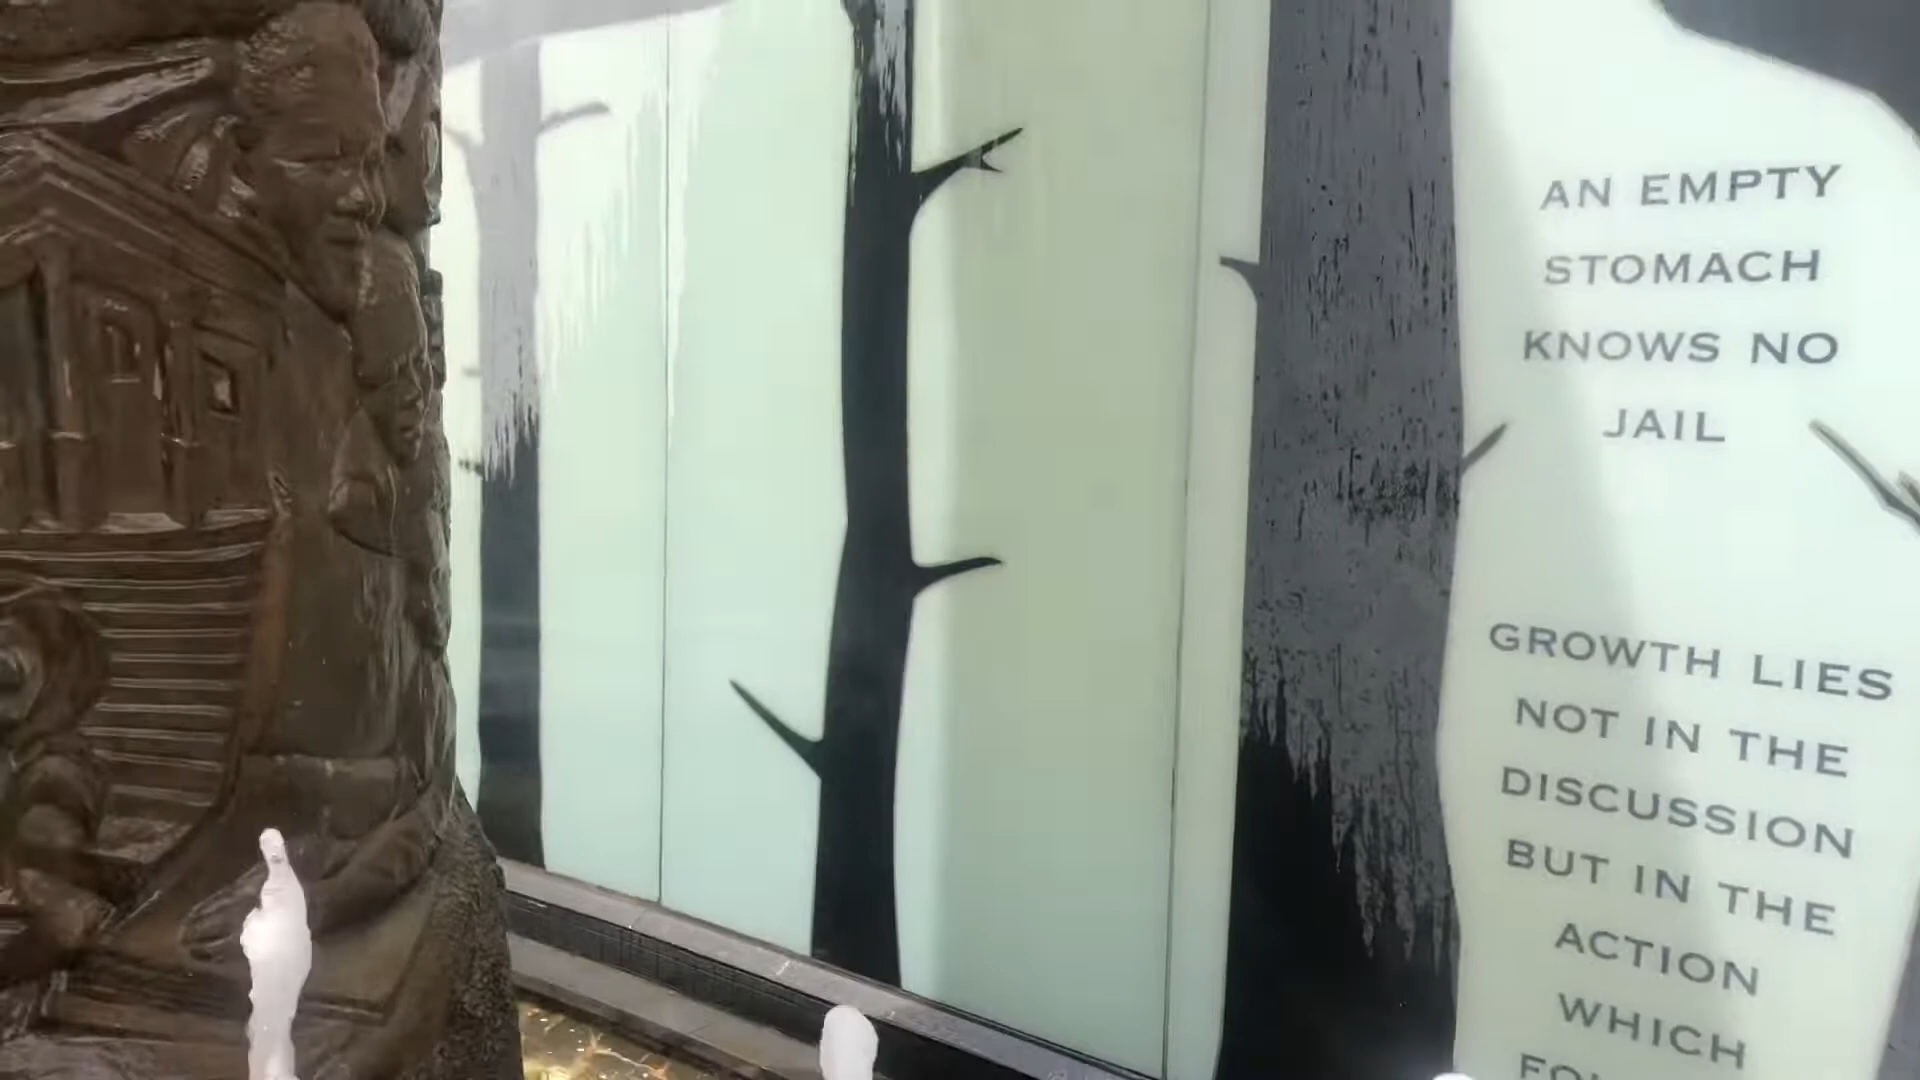 AN EMPTY
STOMACH
KNOWS NO
JAIL
GROWTH LIES
NOT IN THE
DISCUSSION
BUT IN THE
ACTION
WHICH